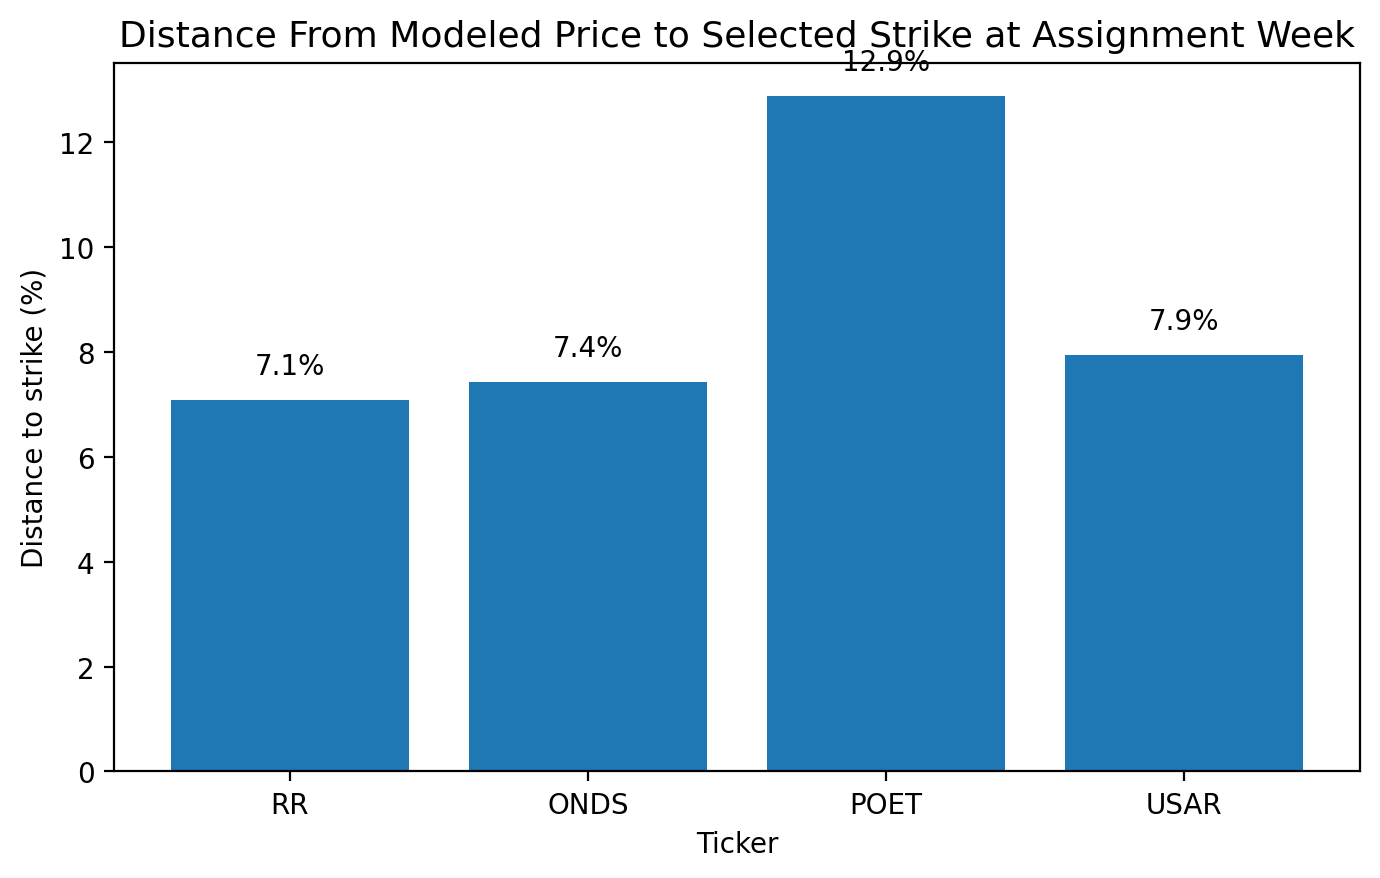 Distance From Modeled Price to Selected Strike at Assignment Week
12.9%
12
10
7.9%
8
7.4%
7.1%
6
4
2
0
Distance to strike (%)
RR ONDS POET USAR
Ticker